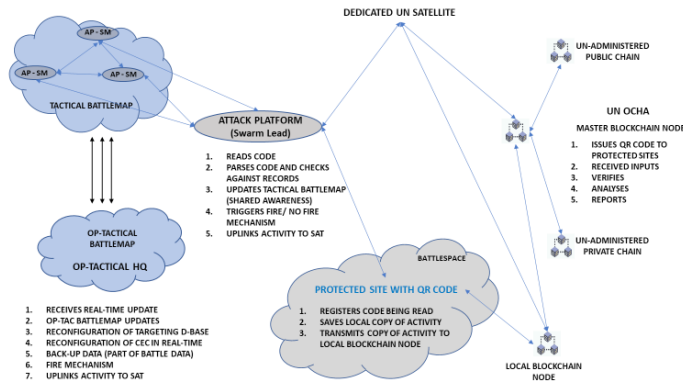 DEDICATED UN SATELLITE
AP - SM
AP - SM
AP - SM
TACTICAL BATTLEMAP
ATTACK PLATFORM
(Swarm Lead)
1. READS CODE
2. PARSES CODE AND CHECKS
AGAINST RECORDS
3. UPDATES TACTICAL BATTLEMAP
(SHARED AWARENESS)
4. TRIGGERS FIRE/ NO FIRE
MECHANISM
5. UPLINKS ACTIVITY TO SAT
UN-ADMINISTERED
PUBLIC CHAIN
UN OCHA
MASTER BLOCKCHAIN NODE
1. ISSUES QR CODE TO
PROTECTED SITES
2. RECEIVED INPUTS
3. VERIFIES
4. ANALYSES
5. REPORTS
UN-ADMINISTERED
PRIVATE CHAIN
OP-TACTICAL
BATTLEMAP
OP-TACTICAL HQ
BATTLESPACE
PROTECTED SITE WITH QR CODE
1. REGISTERS CODE BEING READ
2. SAVES LOCAL COPY OF ACTIVITY
3. TRANSMITS COPY OF ACTIVITY TO
LOCAL BLOCKCHAIN NODE
1. RECEIVES REAL-TIME UPDATE
2. OP-TAC BATTLEMAP UPDATES
3. RECONFIGURATION OF TARGETING D-BASE
4. RECONFIGURATION OF CEC IN REAL-TIME
5. BACK-UP DATA (PART OF BATTLE DATA)
6. FIRE MECHANISM
7. UPLINKS ACTIVITY TO SAT
LOCAL BLOCKCHAIN
NODE